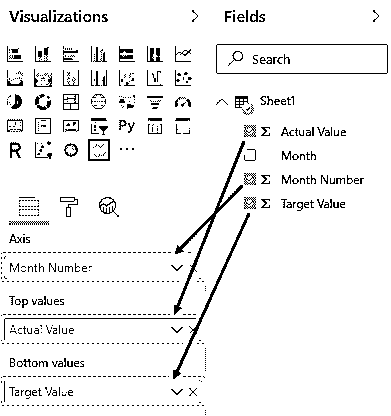 Visualizations
Fields
Search
Sheet1
Σ Actual Value
Month
Σ Month Number
Σ Target Value
Py
R
...
Axis
Month Number
Top values
Actual Value
Bottom values
Target Value